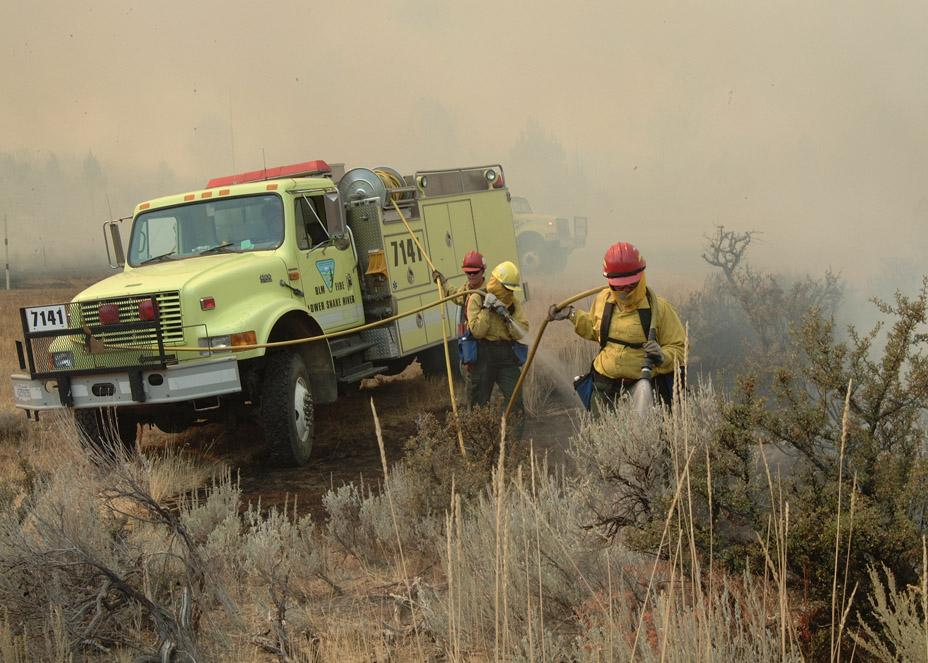 7141
7141
BLM FIRE
LOWER SNAKE RIVER